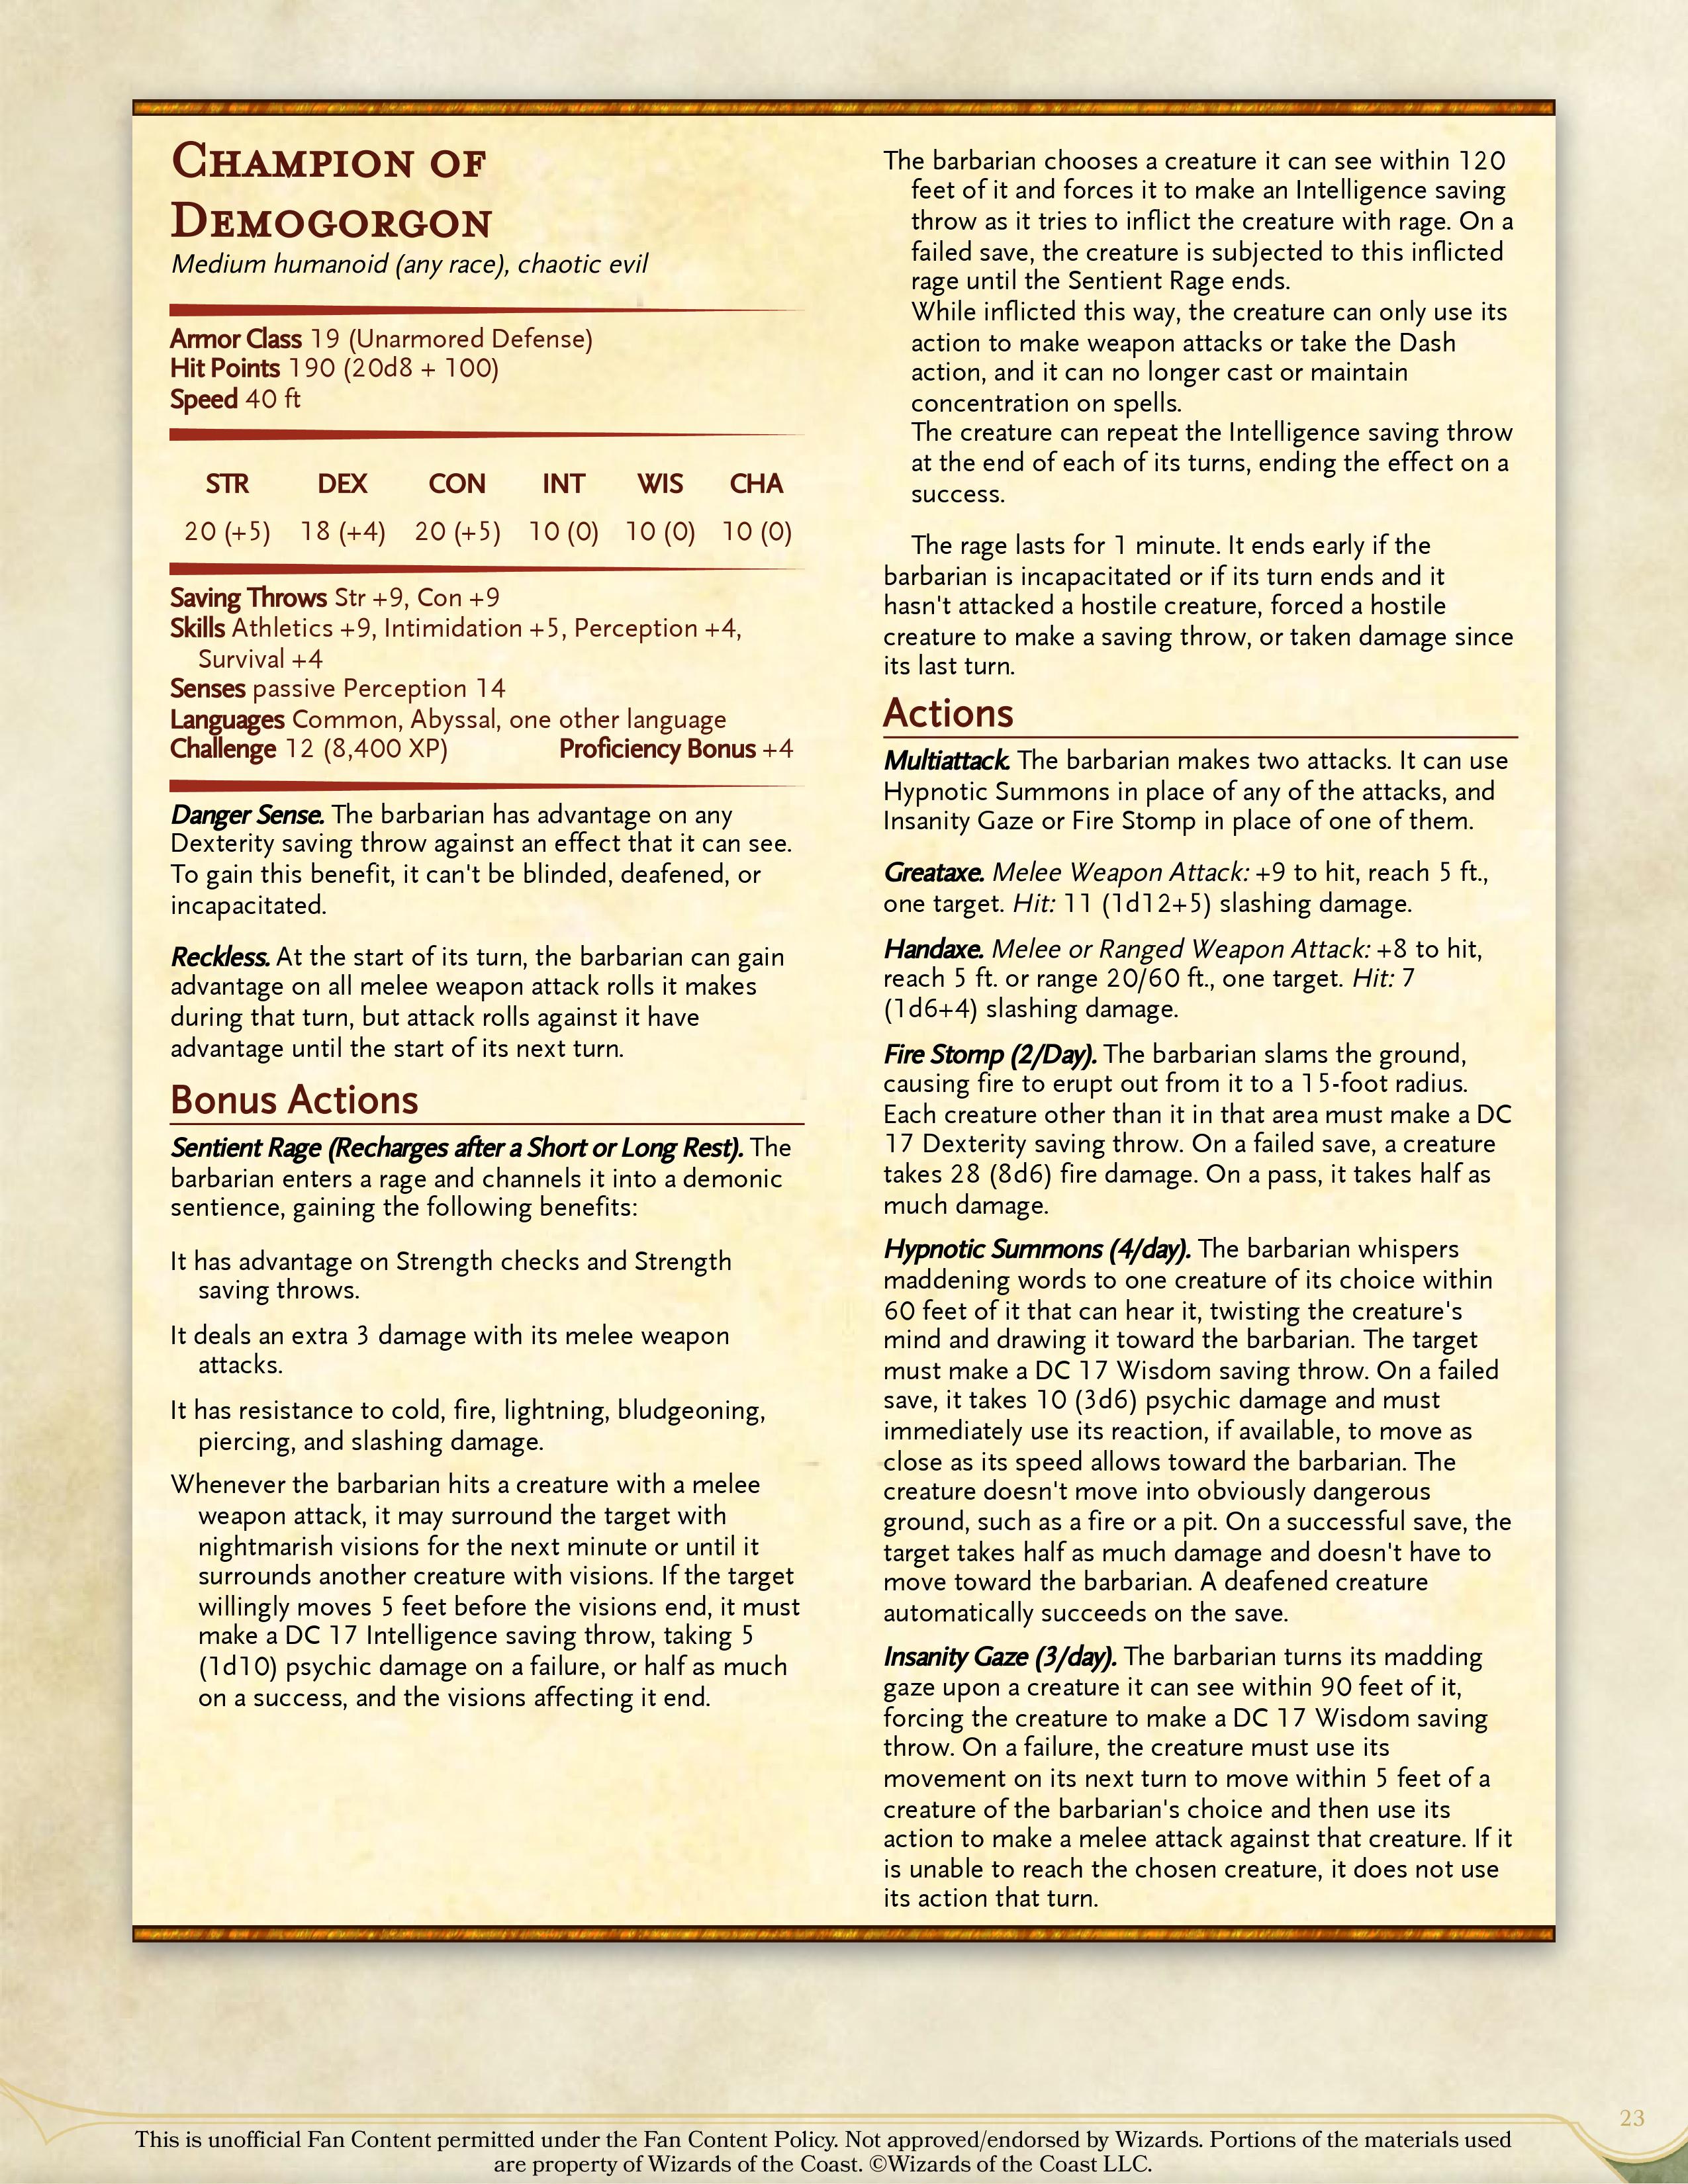 Champion of
Demogorgon
Medium humanoid (any race), chaotic evil
Armor Class 19 (Unarmored Defense)
Hit Points 190 (20d8 + 100)
Speed 40 ft
STR DEX CON INT WIS CHA
20 (+5) 18 (+4) 20 (+5) 10 (0) 10 (0) 10 (0)
Saving Throws Str +9, Con +9
Skills Athletics +9, Intimidation +5, Perception +4,
Survival +4
Senses passive Perception 14
Languages Common, Abyssal, one other language
Challenge 12 (8,400 XP) Proficiency Bonus +4
Danger Sense. The barbarian has advantage on any
Dexterity saving throw against an effect that it can see.
To gain this benefit, it can't be blinded, deafened, or
incapacitated.
Reckless. At the start of its turn, the barbarian can gain
advantage on all melee weapon attack rolls it makes
during that turn, but attack rolls against it have
advantage until the start of its next turn.
Bonus Actions
Sentient Rage (Recharges after a Short or Long Rest). The
barbarian enters a rage and channels it into a demonic
sentience, gaining the following benefits:
It has advantage on Strength checks and Strength
saving throws.
It deals an extra 3 damage with its melee weapon
attacks.
It has resistance to cold, fire, lightning, bludgeoning,
piercing, and slashing damage.
Whenever the barbarian hits a creature with a melee
weapon attack, it may surround the target with
nightmarish visions for the next minute or until it
surrounds another creature with visions. If the target
willingly moves 5 feet before the visions end, it must
make a DC 17 Intelligence saving throw, taking 5
(1d10) psychic damage on a failure, or half as much
on a success, and the visions affecting it end.
The barbarian chooses a creature it can see within 120
feet of it and forces it to make an Intelligence saving
throw as it tries to inflict the creature with rage. On a
failed save, the creature is subjected to this inflicted
rage until the Sentient Rage ends.
While inflicted this way, the creature can only use its
action to make weapon attacks or take the Dash
action, and it can no longer cast or maintain
concentration on spells.
The creature can repeat the Intelligence saving throw
at the end of each of its turns, ending the effect on a
success.
The rage lasts for 1 minute. It ends early if the
barbarian is incapacitated or if its turn ends and it
hasn't attacked a hostile creature, forced a hostile
creature to make a saving throw, or taken damage since
its last turn.
Actions
Multiattack. The barbarian makes two attacks. It can use
Hypnotic Summons in place of any of the attacks, and
Insanity Gaze or Fire Stomp in place of one of them.
Greataxe. Melee Weapon Attack: +9 to hit, reach 5 ft.,
one target. Hit: 11 (1d12+5) slashing damage.
Handaxe. Melee or Ranged Weapon Attack: +8 to hit,
reach 5 ft. or range 20/60 ft., one target. Hit: 7
(1d6+4) slashing damage.
Fire Stomp (2/Day). The barbarian slams the ground,
causing fire to erupt out from it to a 15-foot radius.
Each creature other than it in that area must make a DC
17 Dexterity saving throw. On a failed save, a creature
takes 28 (8d6) fire damage. On a pass, it takes half as
much damage.
Hypnotic Summons (4/day). The barbarian whispers
maddening words to one creature of its choice within
60 feet of it that can hear it, twisting the creature's
mind and drawing it toward the barbarian. The target
must make a DC 17 Wisdom saving throw. On a failed
save, it takes 10 (3d6) psychic damage and must
immediately use its reaction, if available, to move as
close as its speed allows toward the barbarian. The
creature doesn't move into obviously dangerous
ground, such as a fire or a pit. On a successful save, the
target takes half as much damage and doesn't have to
move toward the barbarian. A deafened creature
automatically succeeds on the save.
Insanity Gaze (3/day). The barbarian turns its madding
gaze upon a creature it can see within 90 feet of it,
forcing the creature to make a DC 17 Wisdom saving
throw. On a failure, the creature must use its
movement on its next turn to move within 5 feet of a
creature of the barbarian's choice and then use its
action to make a melee attack against that creature. If it
is unable to reach the chosen creature, it does not use
its action that turn.
23
This is unofficial Fan Content permitted under the Fan Content Policy. Not approved/endorsed by Wizards. Portions of the materials used
are property of Wizards of the Coast. ©Wizards of the Coast LLC.